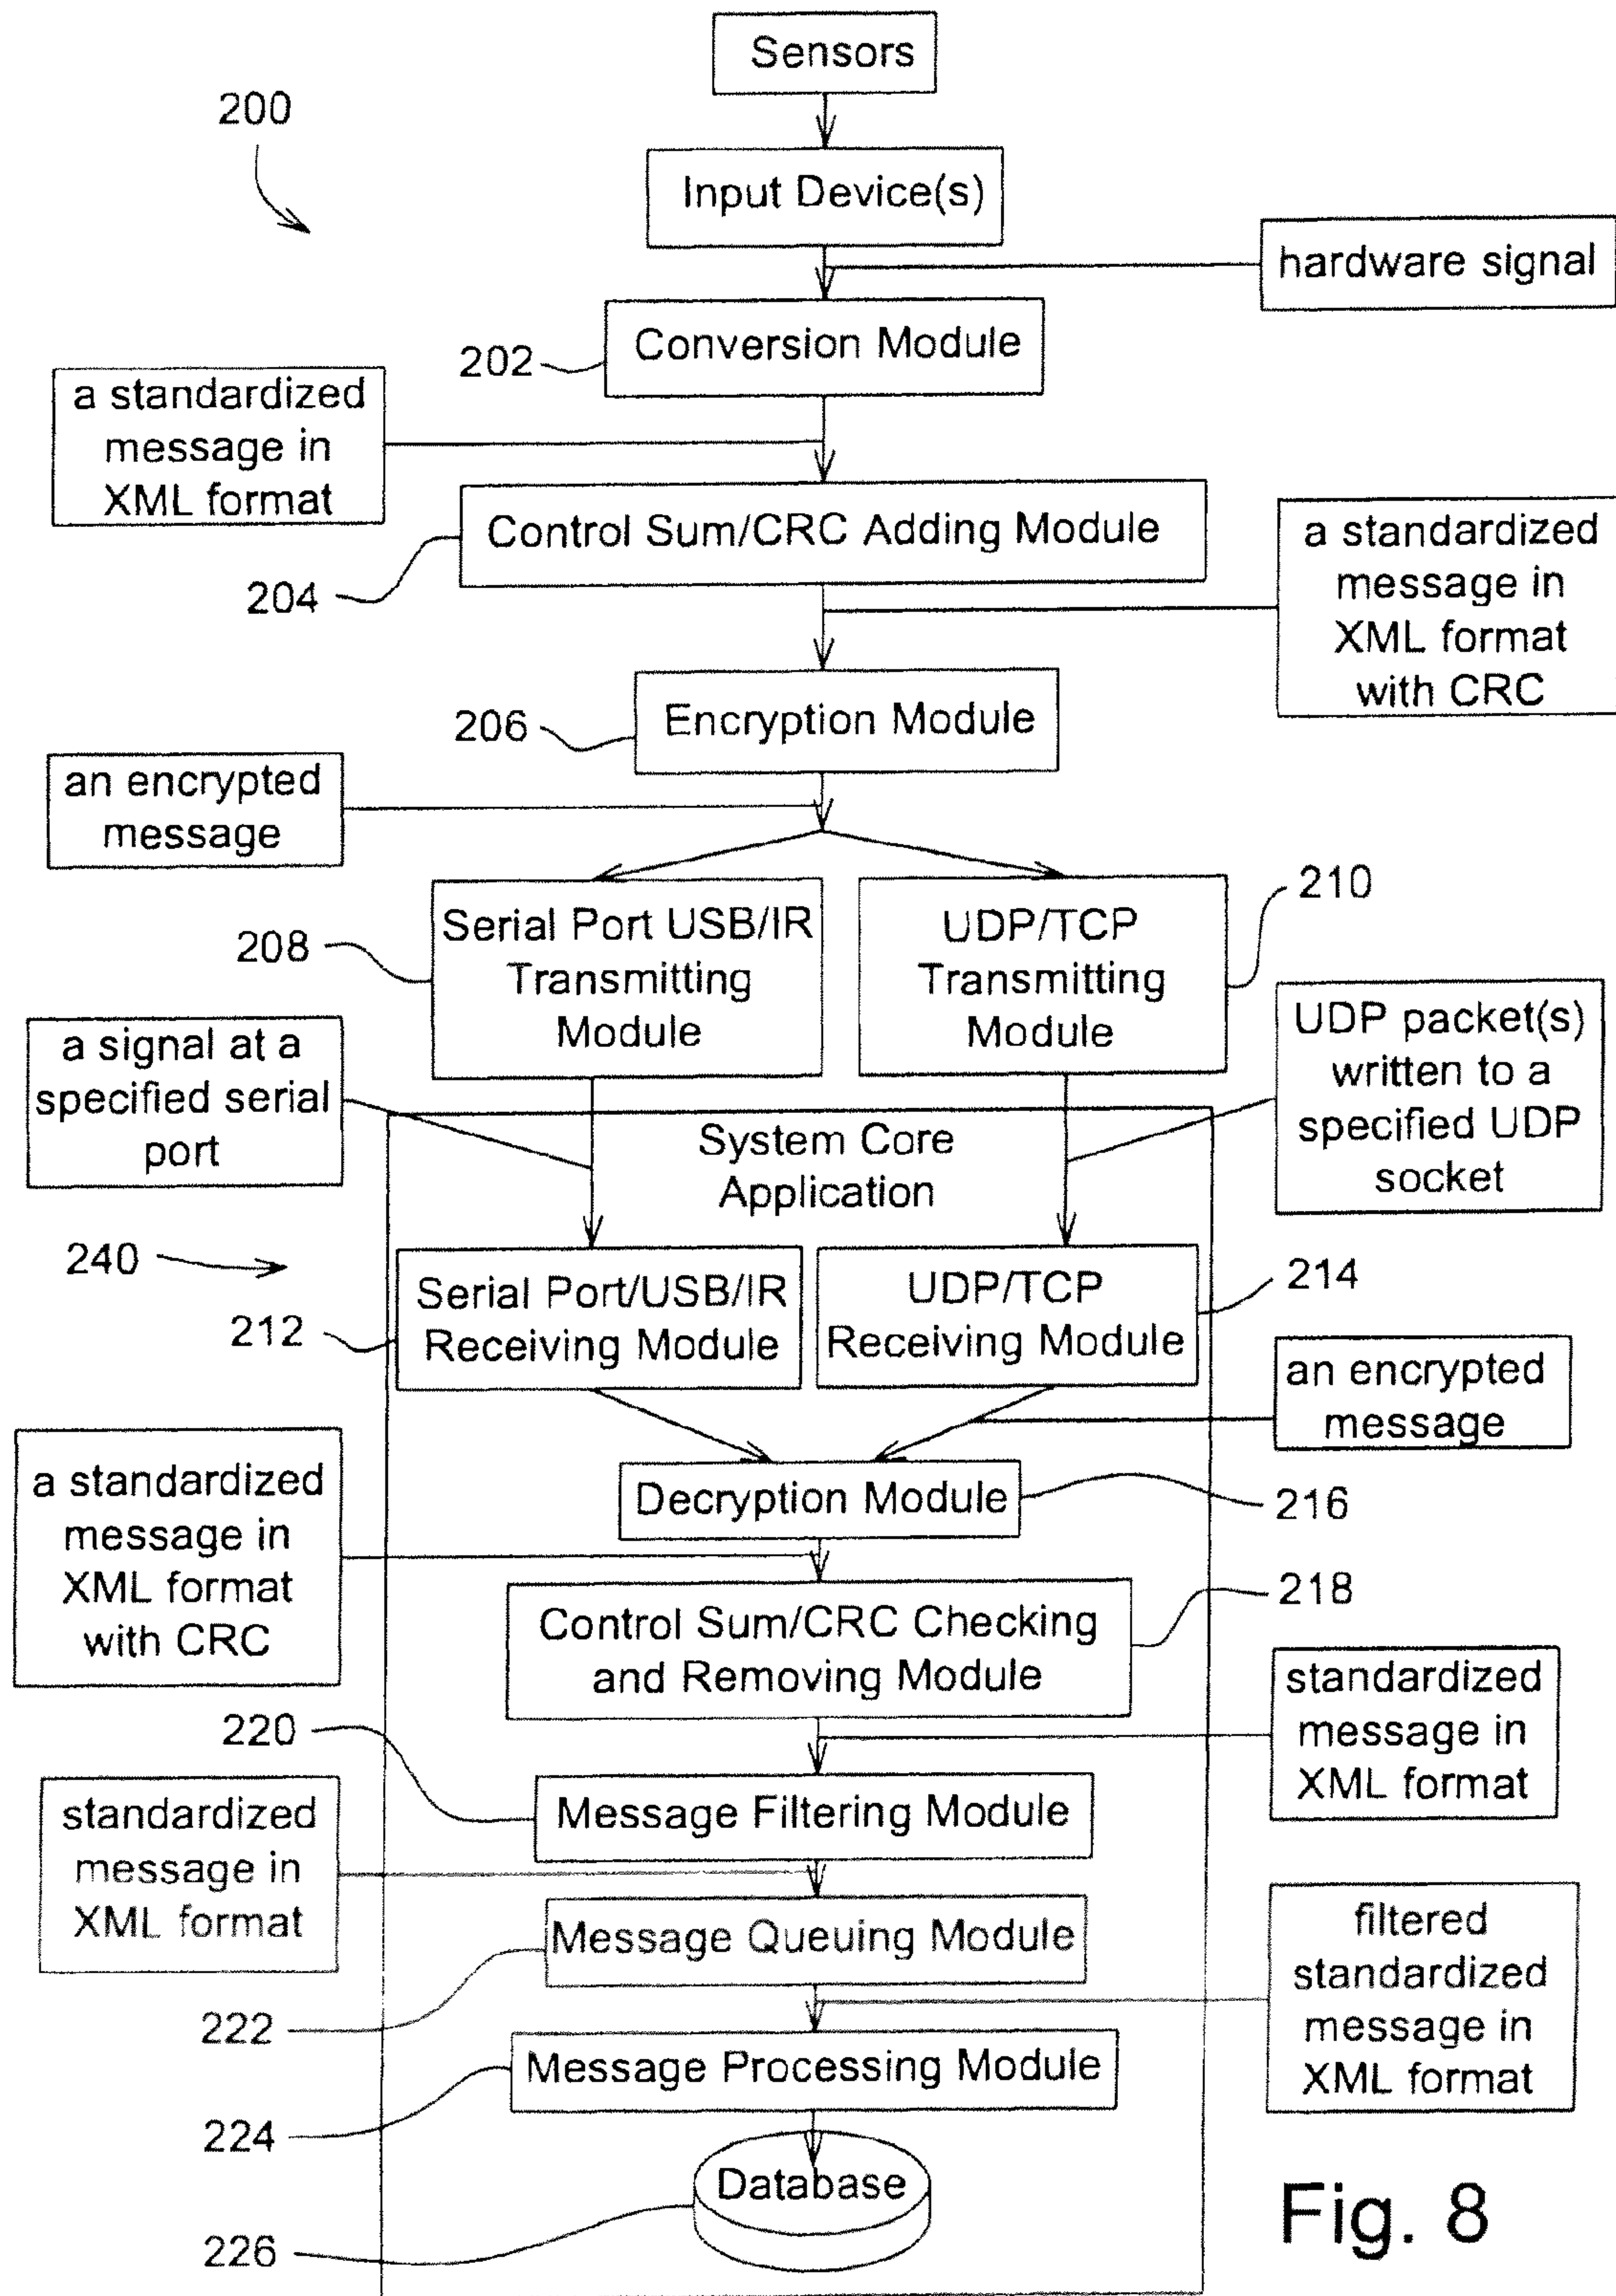 Sensors
200
Input Device(s)
hardware signal
Conversion Module
202
a standardized
message in
XML format
Control Sum/CRC Adding Module
204
a standardized
message in
XML format
with CRC
Encryption Module
206
an encrypted
message
Serial Port USB/IR
Transmitting
Module
208
UDP/TCP
Transmitting
Module
210
a signal at a
specified serial
port
UDP packet(s)
written to a
specified UDP
socket
System Core
Application
240
Serial Port/USB/IR
Receiving Module
212
UDP/TCP
Receiving Module
214
an encrypted
message
Decryption Module
216
a standardized
message in
XML format
with CRC
Control Sum/CRC Checking
and Removing Module
218
standardized
message in
XML format
220
Message Filtering Module
standardized
message in
XML format
Message Queuing Module
222
filtered
standardized
message in
XML format
Message Processing Module
224
Database
226
Fig. 8